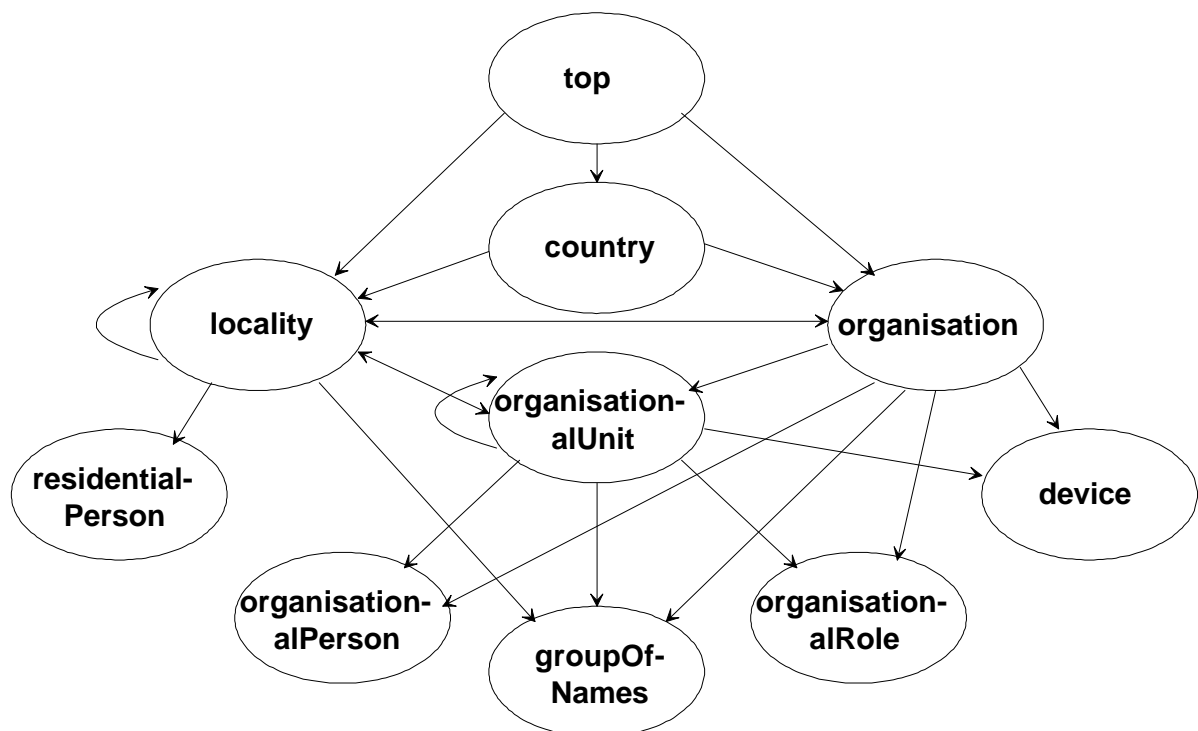 top
country
locality
organisation
organisation-
alUnit
residential-
Person
device
organisation-
alPerson
organisation-
alRole
groupOf-
Names